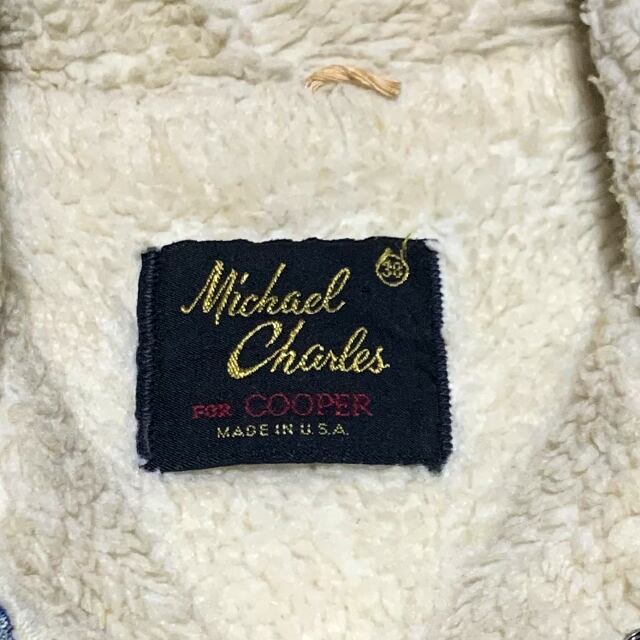 38
Michael
Charles
FOR COOPER
MADE IN U.S.A.